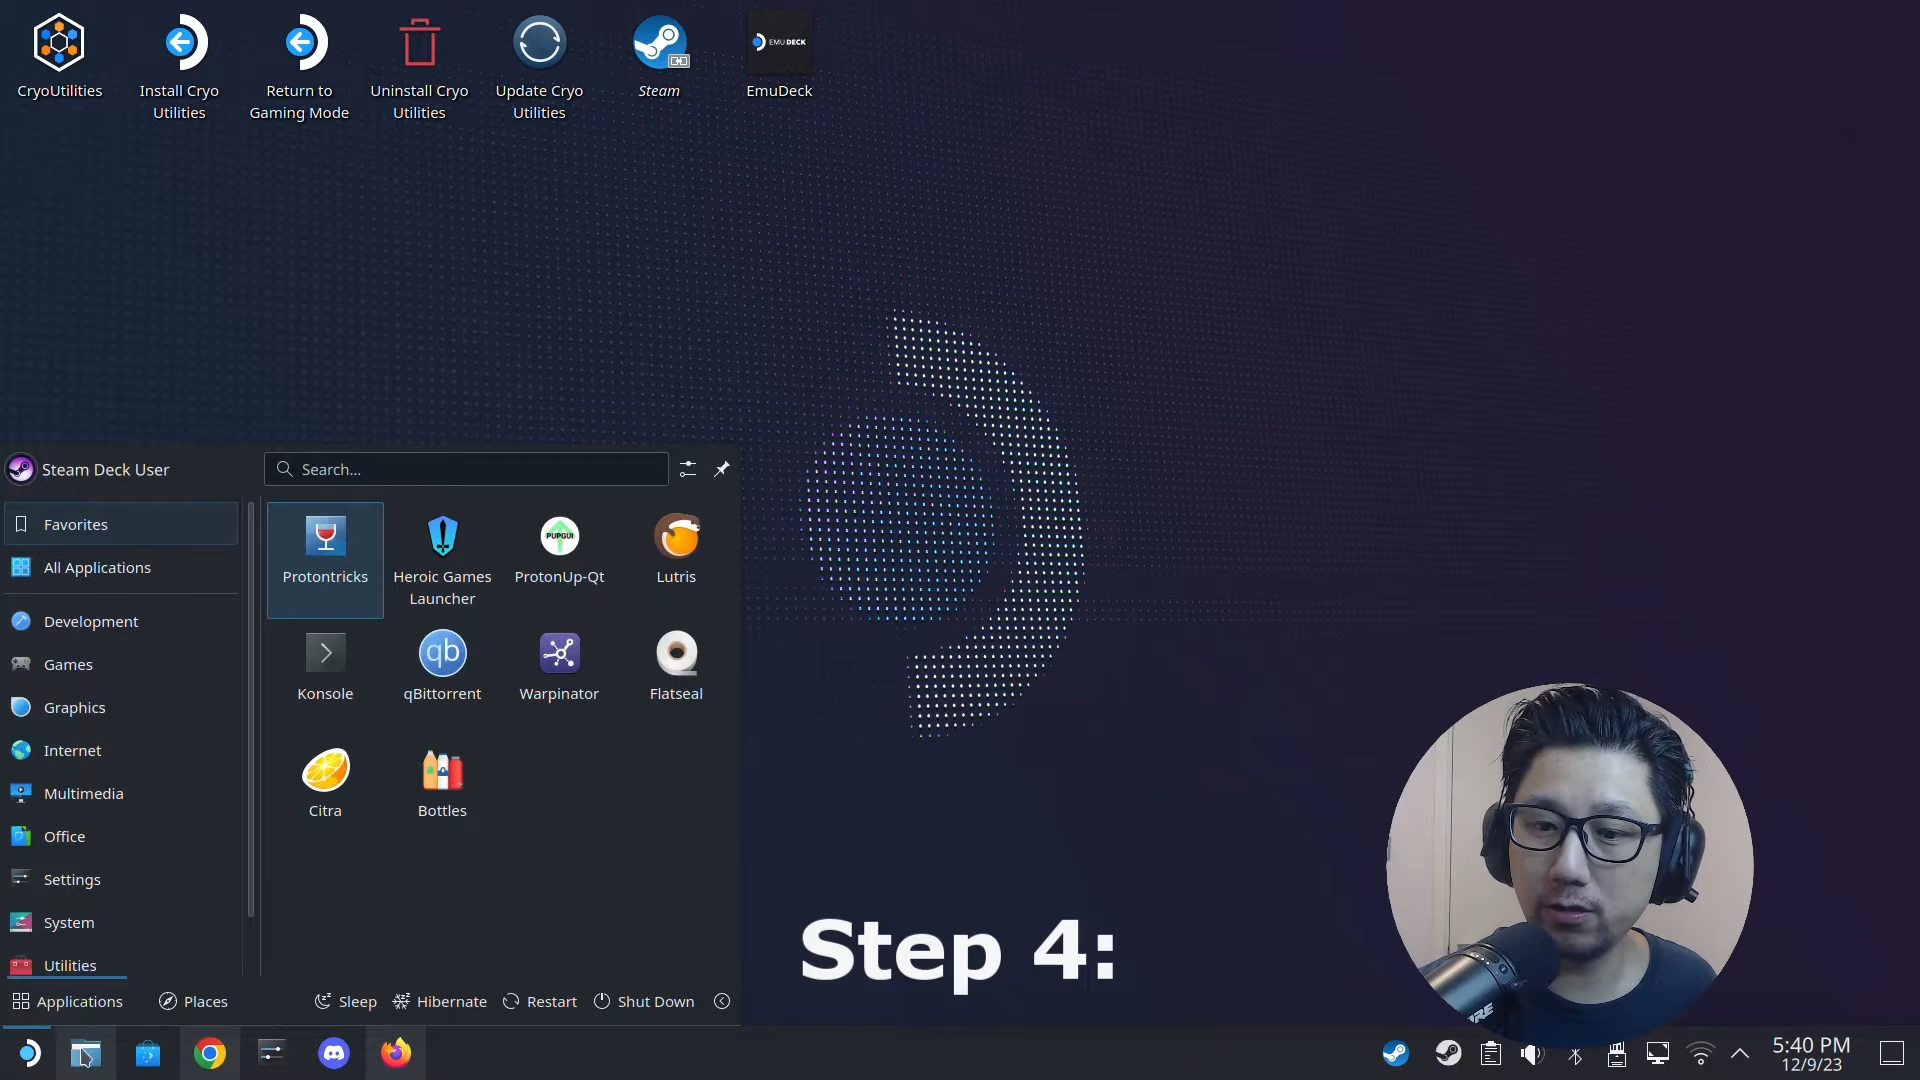 EMU DECK
CryoUtilities
Install Cryo
Utilities
Return to
Gaming Mode
Uninstall Cryo
Utilities
Update Cryo
Utilities
Steam
EmuDeck
Steam Deck User
Search...
Favorites
All Applications
Development
Games
Graphics
Internet
Multimedia
Office
Settings
System
Utilities
PUPGUI
Protontricks
Heroic Games
Launcher
ProtonUp-Qt
Lutris
qb
Konsole
qBittorrent
Warpinator
Flatseal
Citra
Bottles
Step 4:
Applications
Places
Sleep
Hibernate
Restart
Shut Down
5:40 PM
12/9/23